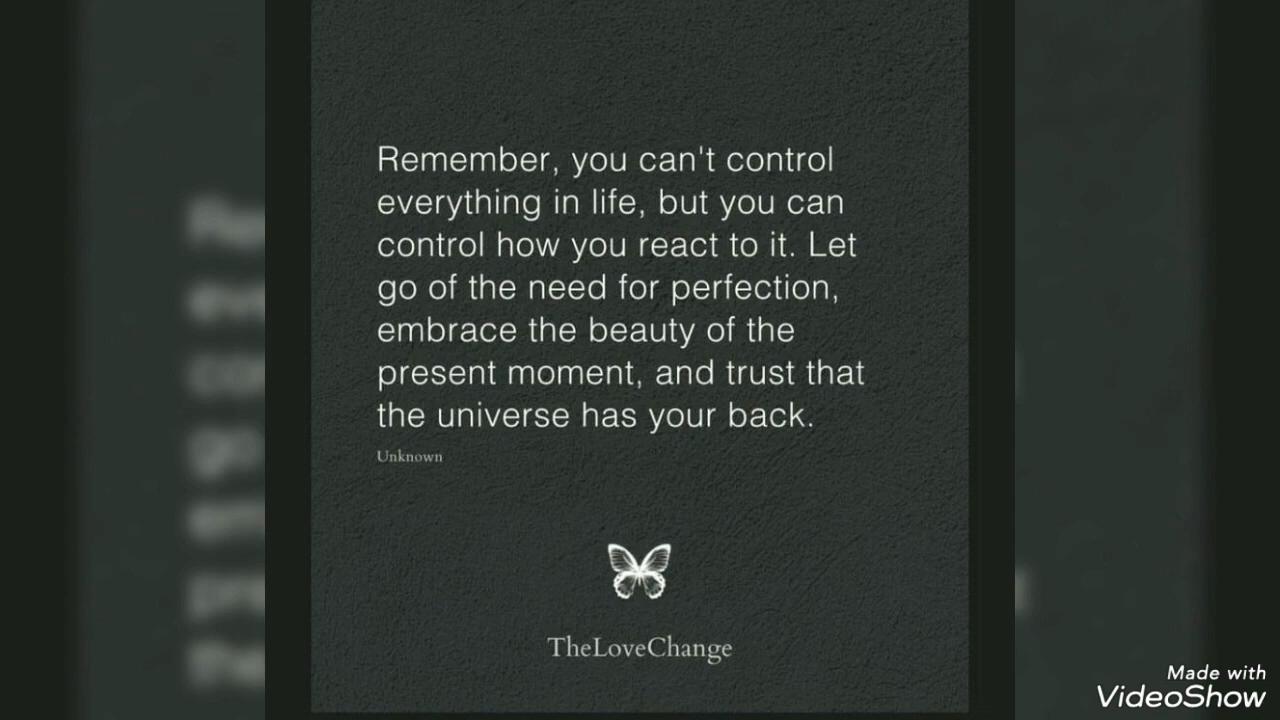 Remember, you can't control
everything in life, but you can
control how you react to it. Let
go of the need for perfection,
embrace the beauty of the
present moment, and trust that
the universe has your back.
Unknown
TheLoveChange
Made with
VideoShow